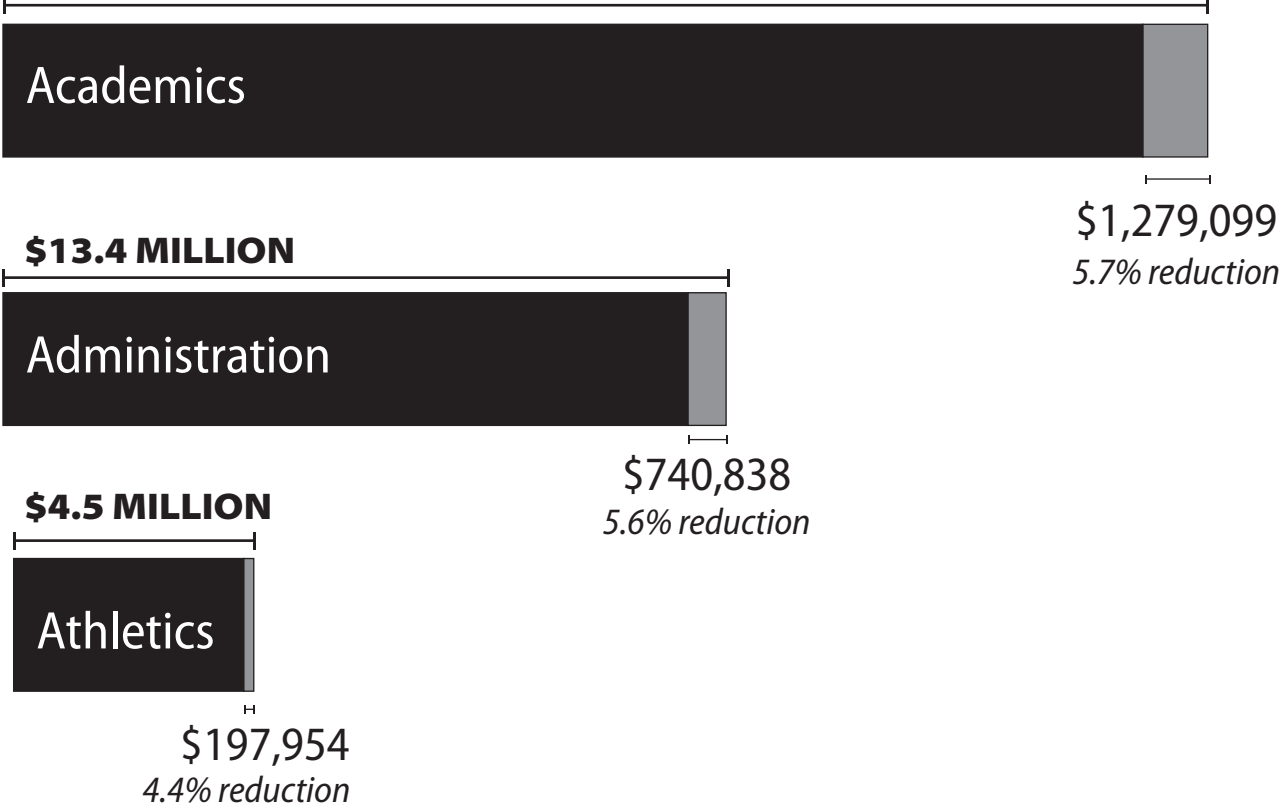 Academics
$1,279,099
5.7% reduction
$13.4 MILLION
Administration
$740,838
5.6% reduction
$4.5 MILLION
Athletics
$197,954
4.4% reduction